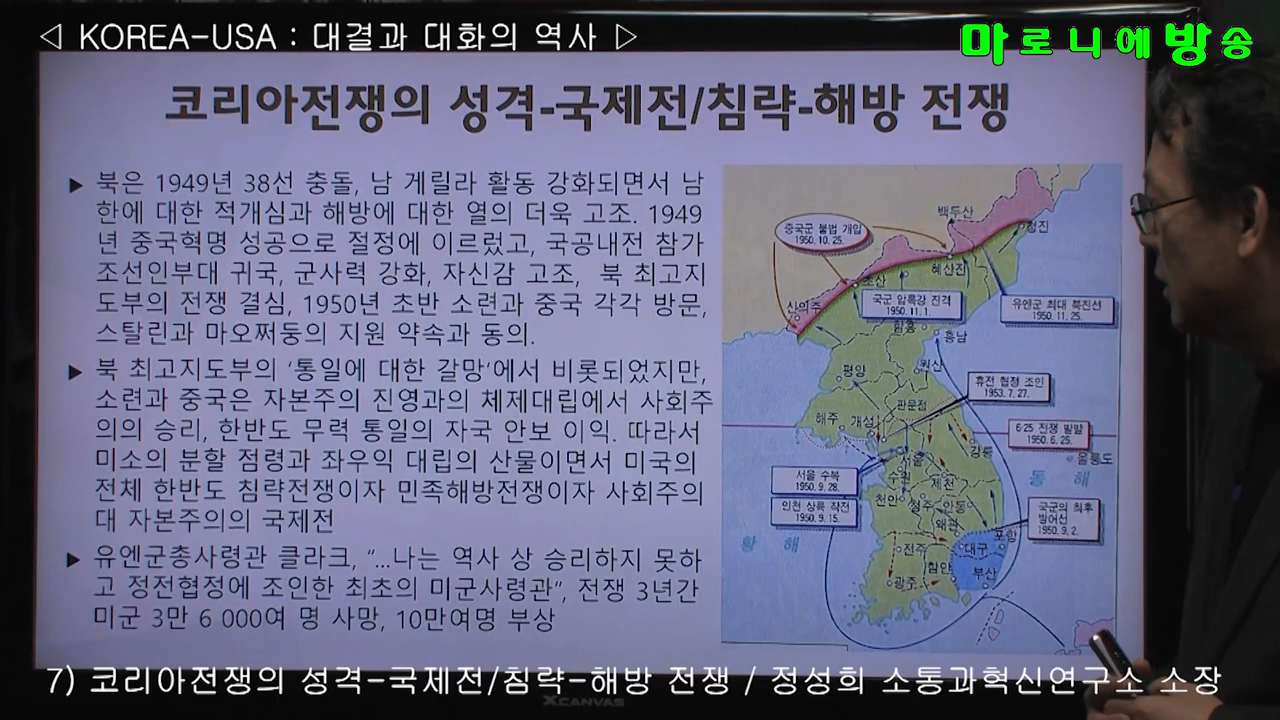 ◁ KOREA-USA : 대결과 대화의 역사 ▷
마로니에방송
코리아전쟁의 성격-국제전/침략-해방 전쟁
▶ 북은 1949년 38선 충돌, 남 게릴라 활동 강화되면서 남
한에 대한 적개심과 해방에 대한 열의 더욱 고조. 1949
년 중국혁명 성공으로 절정에 이르렀고, 국공내전 참가
조선인부대 귀국, 군사력 강화, 자신감 고조, 북 최고지
도부의 전쟁 결심, 1950년 초반 소련과 중국 각각 방문,
스탈린과 마오쩌둥의 지원 약속과 동의.
▶ 북 최고지도부의 ‘통일에 대한 갈망’에서 비롯되었지만,
소련과 중국은 자본주의 진영과의 체제대립에서 사회주
의의 승리, 한반도 무력 통일의 자국 안보 이익. 따라서
미소의 분할 점령과 좌우익 대립의 산물이면서 미국의
전체 한반도 침략전쟁이자 민족해방전쟁이자 사회주의
대 자본주의의 국제전
▶ 유엔군총사령관 클라크, “...나는 역사 상 승리하지 못하
고 정전협정에 조인한 최초의 미군사령관”, 전쟁 3년간
미군 3만 6 000여 명 사망, 10만여명 부상
백두산
중국군 불법 개입
1950. 10. 25.
청진
혜산진
초산
신의주
국군 압록강 진격
1950. 11. 1.
유엔군 최대 북진선
1950. 11. 25.
함흥
흥남
원산
평양
휴전 협정 조인
1953. 7. 27.
판문점
해주
개성
6·25 전쟁 발발
1950. 6. 25.
강릉
울릉도
서울
서울 수복
1950. 9. 28.
수원
제천
동 해
천안
청주
안동
인천 상륙 작전
1950. 9. 15.
국군의 최후
방어선
1950. 9. 2.
왜관
포항
황 해
전주
대구
함안
부산
광주
7) 코리아전쟁의 성격-국제전/침략-해방 전쟁 / 정성희 소통과혁신연구소 소장
XCANVAS